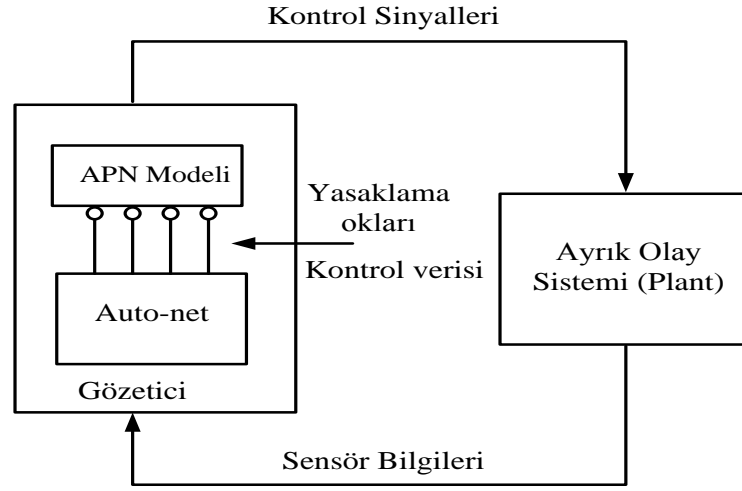 Kontrol Sinyalleri
APN Modeli
Yasaklama
okları
Kontrol verisi
Auto-net
Gözetici
Ayrık Olay
Sistemi (Plant)
Sensör Bilgileri